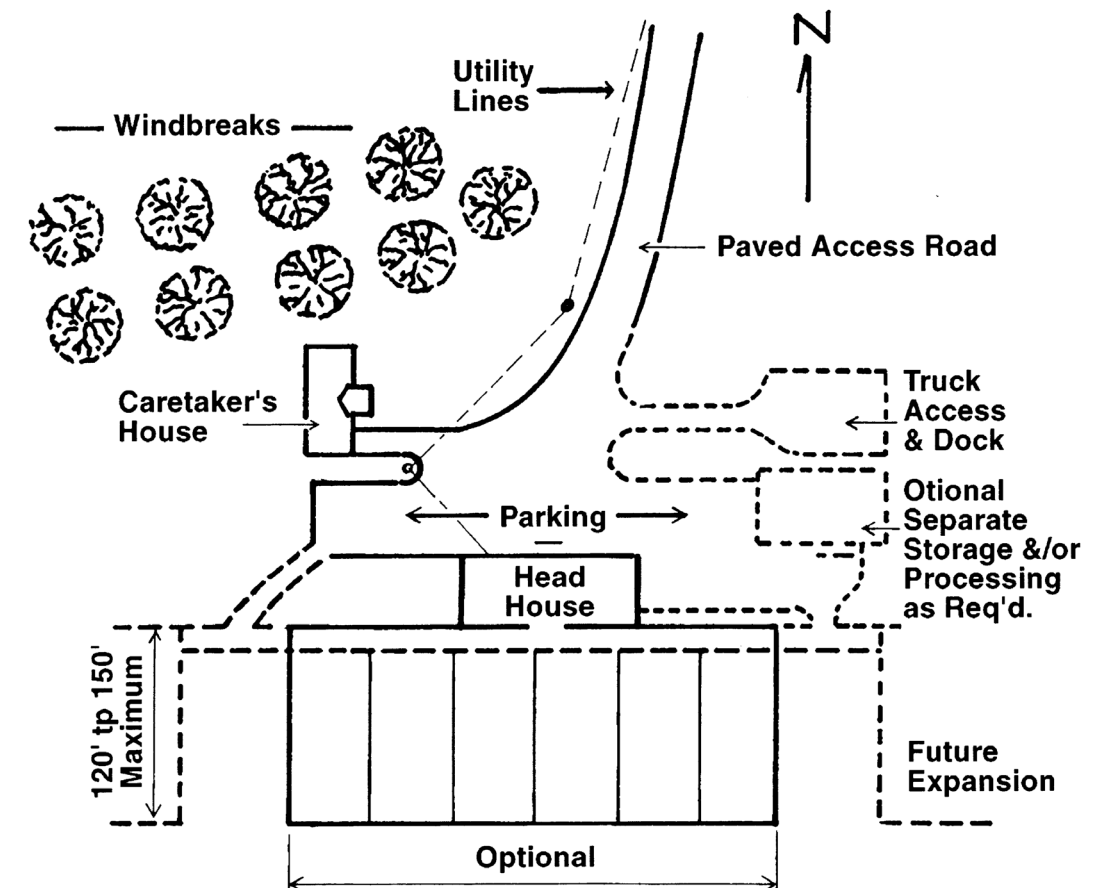 N
Utility
Lines
Windbreaks
Paved Access Road
Caretaker's
House
Truck
Access
& Dock
Otional
Separate
Storage &/or
Processing
as Req'd.
Parking
Head
House
120' tp 150'
Maximum
Future
Expansion
Optional